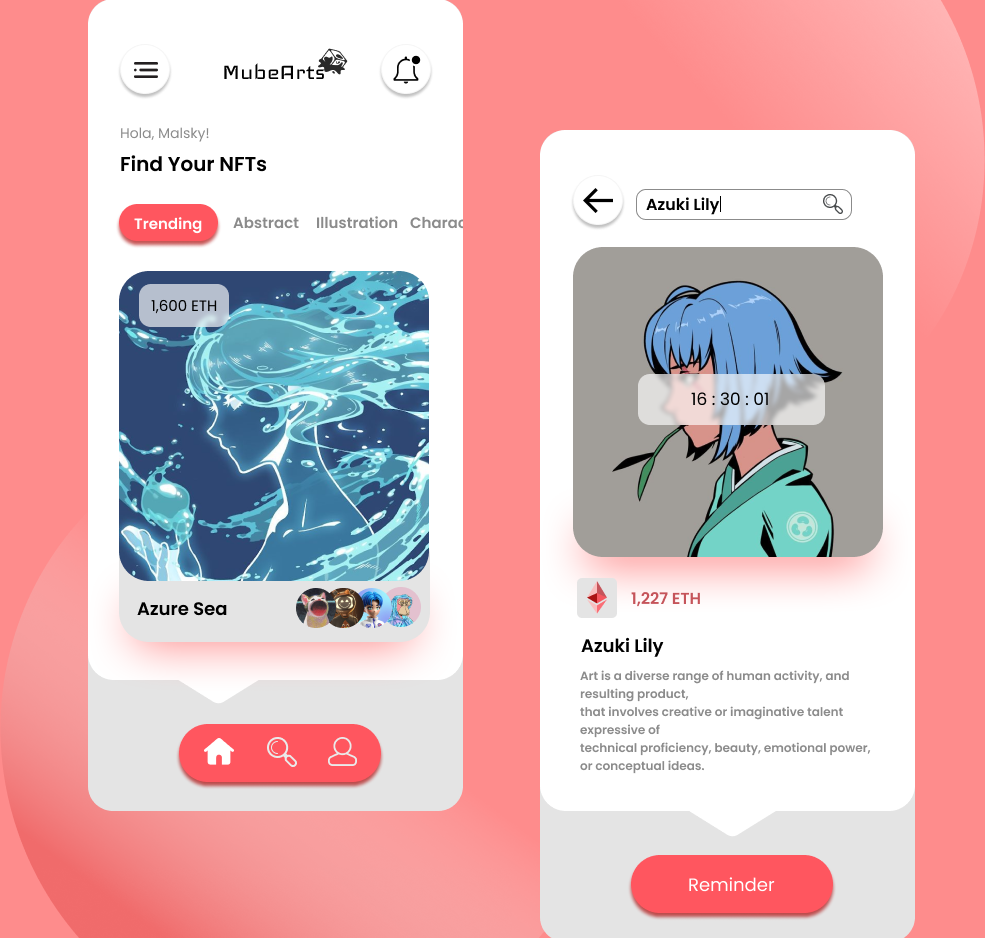 MubeArts
Hola, Malsky!
Find Your NFTs
Trending Abstract Illustration Charac
1,600 ETH
Azure Sea
Azuki Lily
16 : 30 : 01
1,227 ETH
Azuki Lily
Art is a diverse range of human activity, and
resulting product,
that involves creative or imaginative talent
expressive of
technical proficiency, beauty, emotional power,
or conceptual ideas.
Reminder